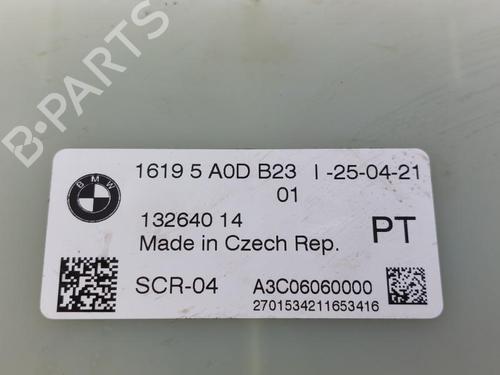 B-PARTS
BMW
1619 5 A0D B23 I -25-04-21
01
132640 14
Made in Czech Rep.
PT
SCR-04 A3C06060000
2701534211653416